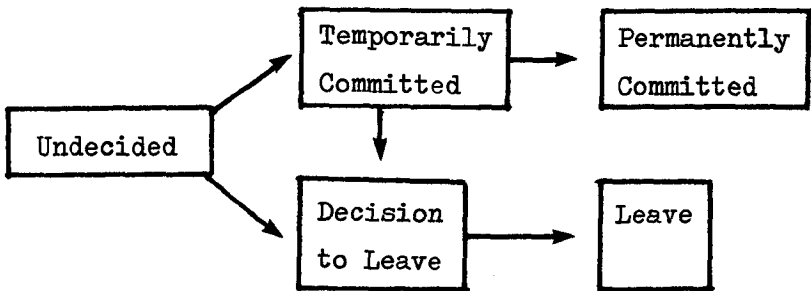 Temporarily
Committed
Permanently
Committed
Undecided
Decision
to Leave
Leave